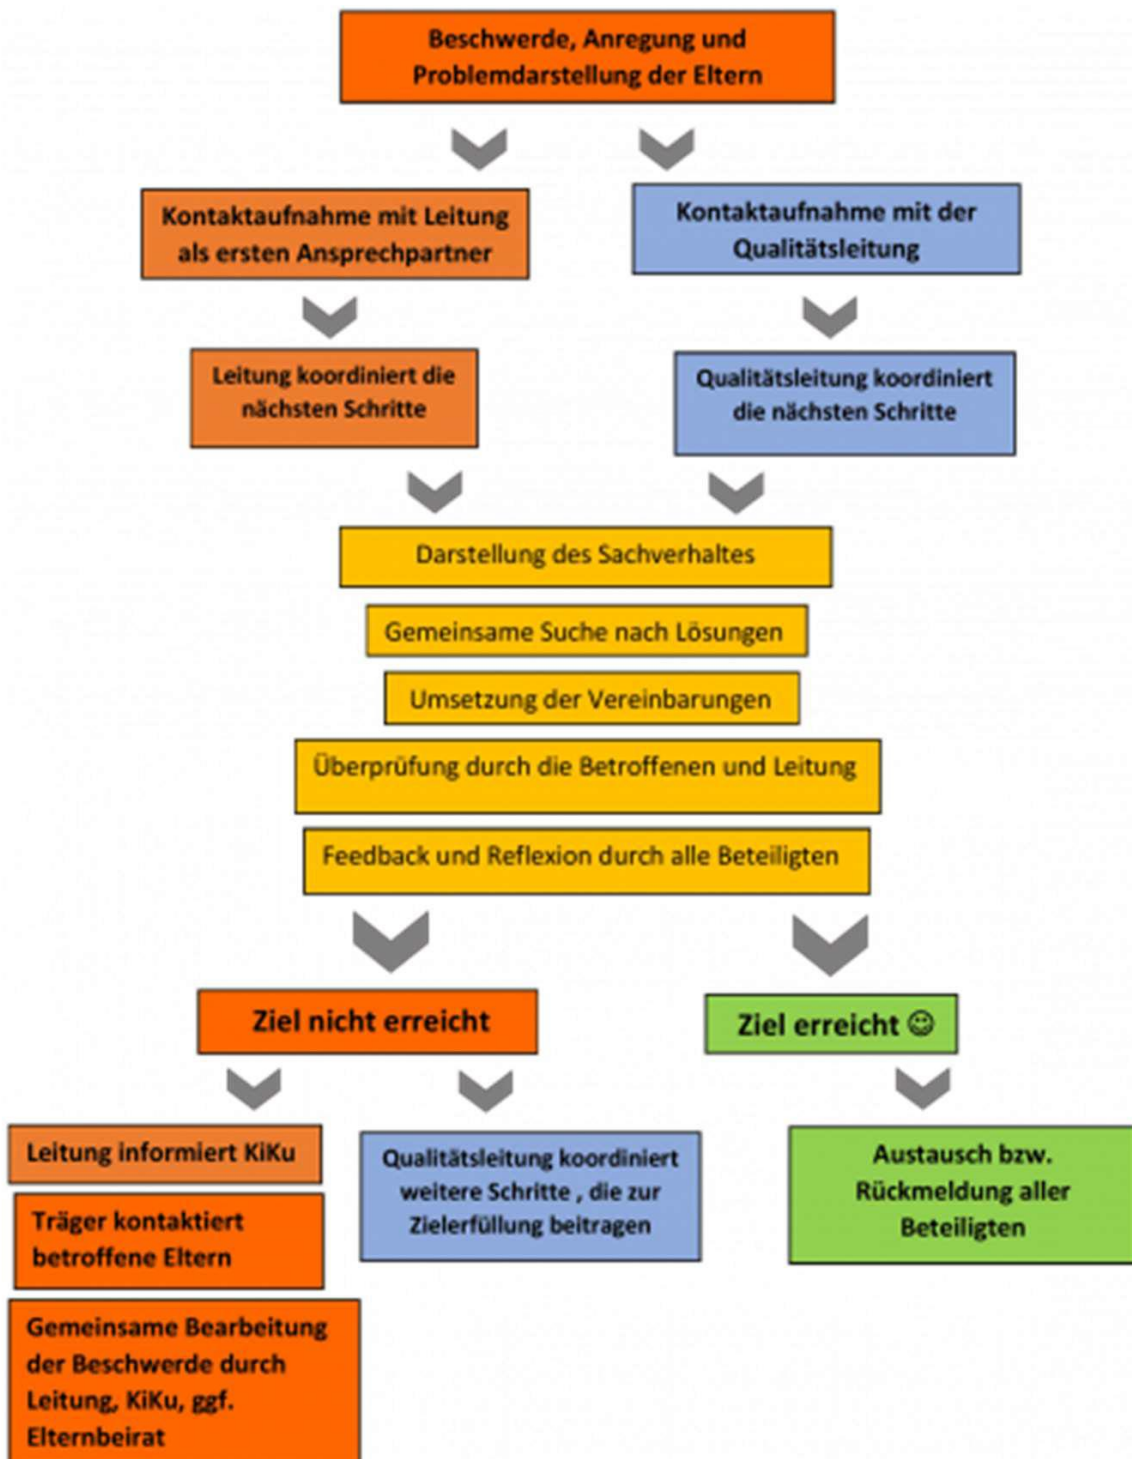 Beschwerde, Anregung und
Problemdarstellung der Eltern
Kontaktaufnahme mit Leitung
als ersten Ansprechpartner
Kontaktaufnahme mit der
Qualitätsleitung
Leitung koordiniert die
nächsten Schritte
Qualitätsleitung koordiniert
die nächsten Schritte
Darstellung des Sachverhaltes
Gemeinsame Suche nach Lösungen
Umsetzung der Vereinbarungen
Überprüfung durch die Betroffenen und Leitung
Feedback und Reflexion durch alle Beteiligten
Ziel nicht erreicht
Ziel erreicht ☺
Leitung informiert KiKu
Träger kontaktiert
betroffene Eltern
Gemeinsame Bearbeitung
der Beschwerde durch
Leitung, KiKu, ggf.
Elternbeirat
Qualitätsleitung koordiniert
weitere Schritte , die zur
Zielerfüllung beitragen
Austausch bzw.
Rückmeldung aller
Beteiligten